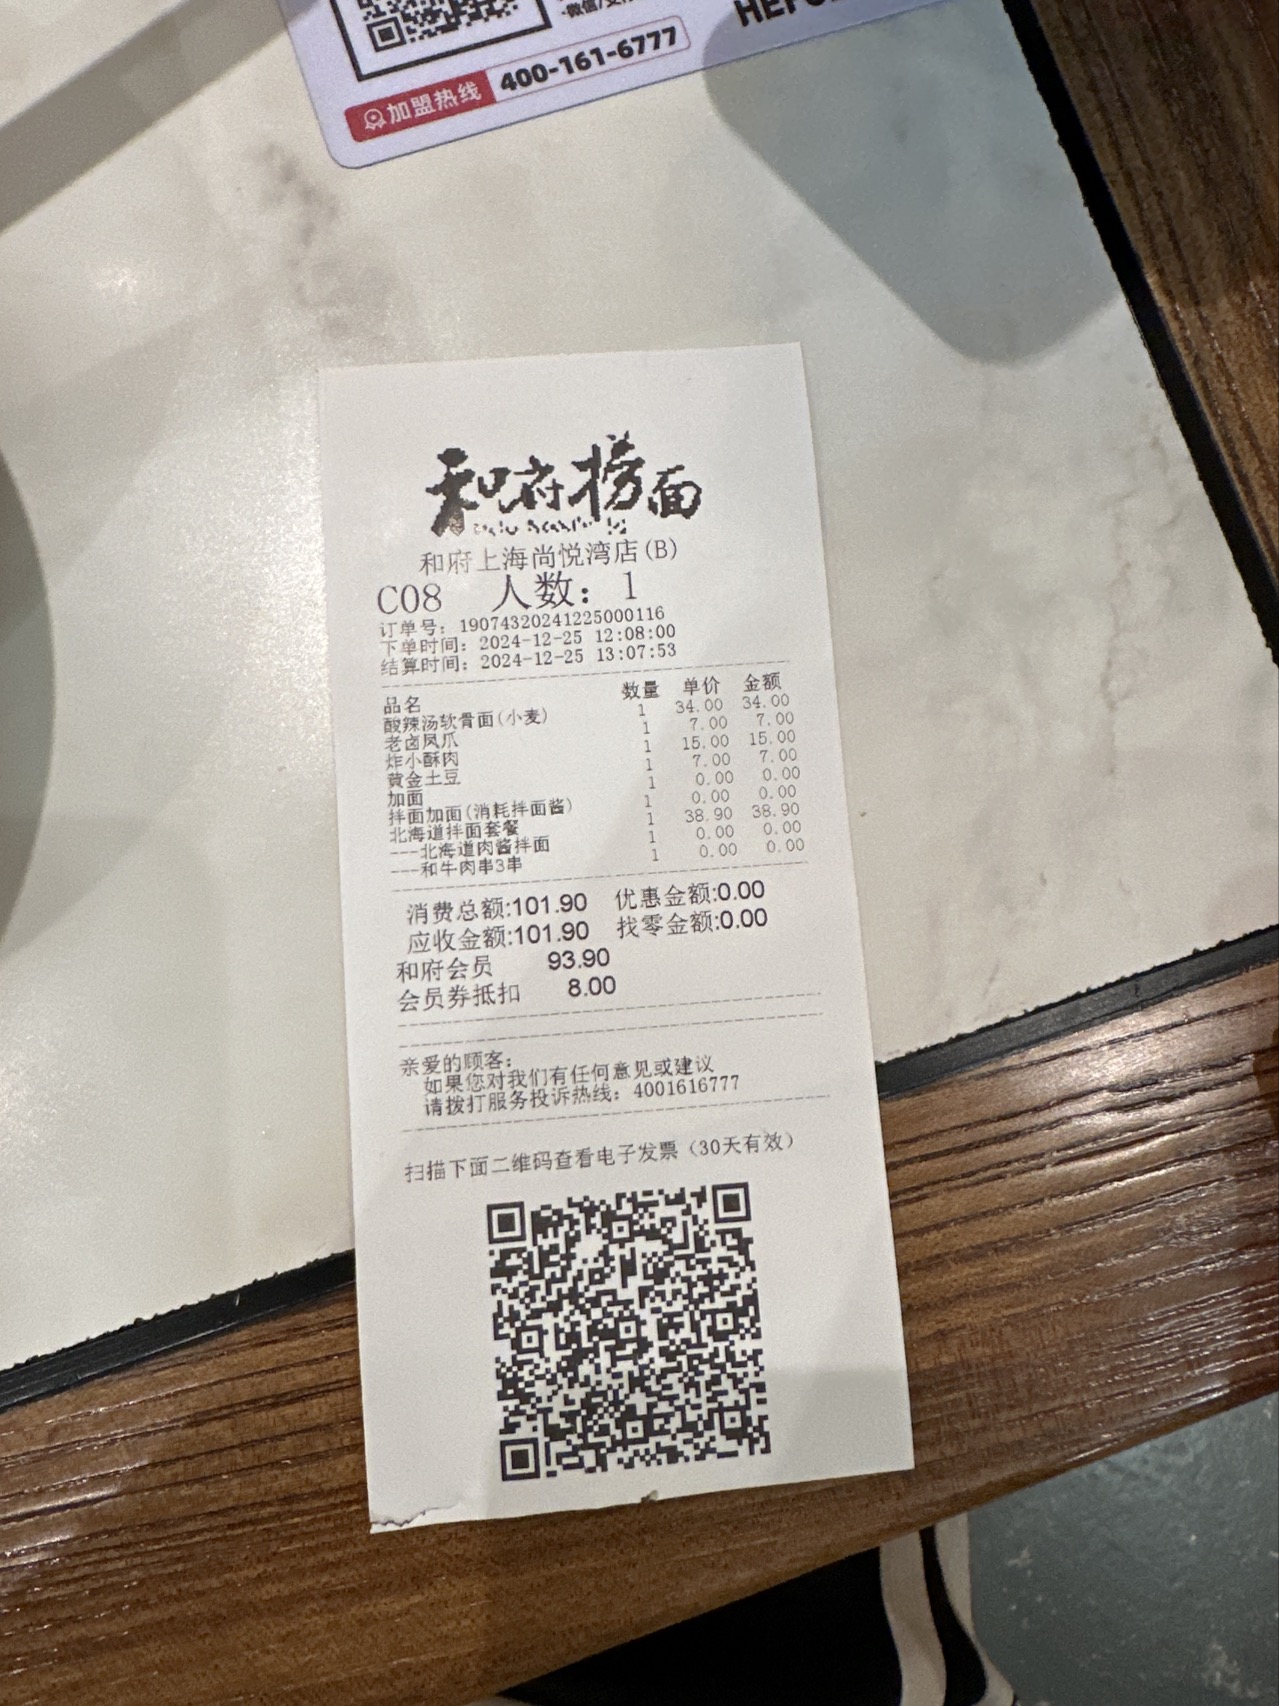 微信/支
HEFU
加盟热线 400-161-6777
和府捞面
和府上海尚悦湾店(B)
C08 人数：1
订单号：19074320241225000116
下单时间：2024-12-25 12:08:00
结算时间：2024-12-25 13:07:53
品名 数量 单价 金额
酸辣汤软骨面(小麦) 1 34.00 34.00
老卤凤爪 1 7.00 7.00
炸小酥肉 1 15.00 15.00
黄金土豆 1 7.00 7.00
加面 1 0.00 0.00
拌面加面(消耗拌面酱) 1 0.00 0.00
北海道拌面套餐 1 38.90 38.90
---北海道肉酱拌面 1 0.00 0.00
---和牛肉串3串 1 0.00 0.00
消费总额:101.90 优惠金额:0.00
应收金额:101.90 找零金额:0.00
和府会员 93.90
会员券抵扣 8.00
亲爱的顾客：
如果您对我们有任何意见或建议
请拨打服务投诉热线：4001616777
扫描下面二维码查看电子发票（30天有效）